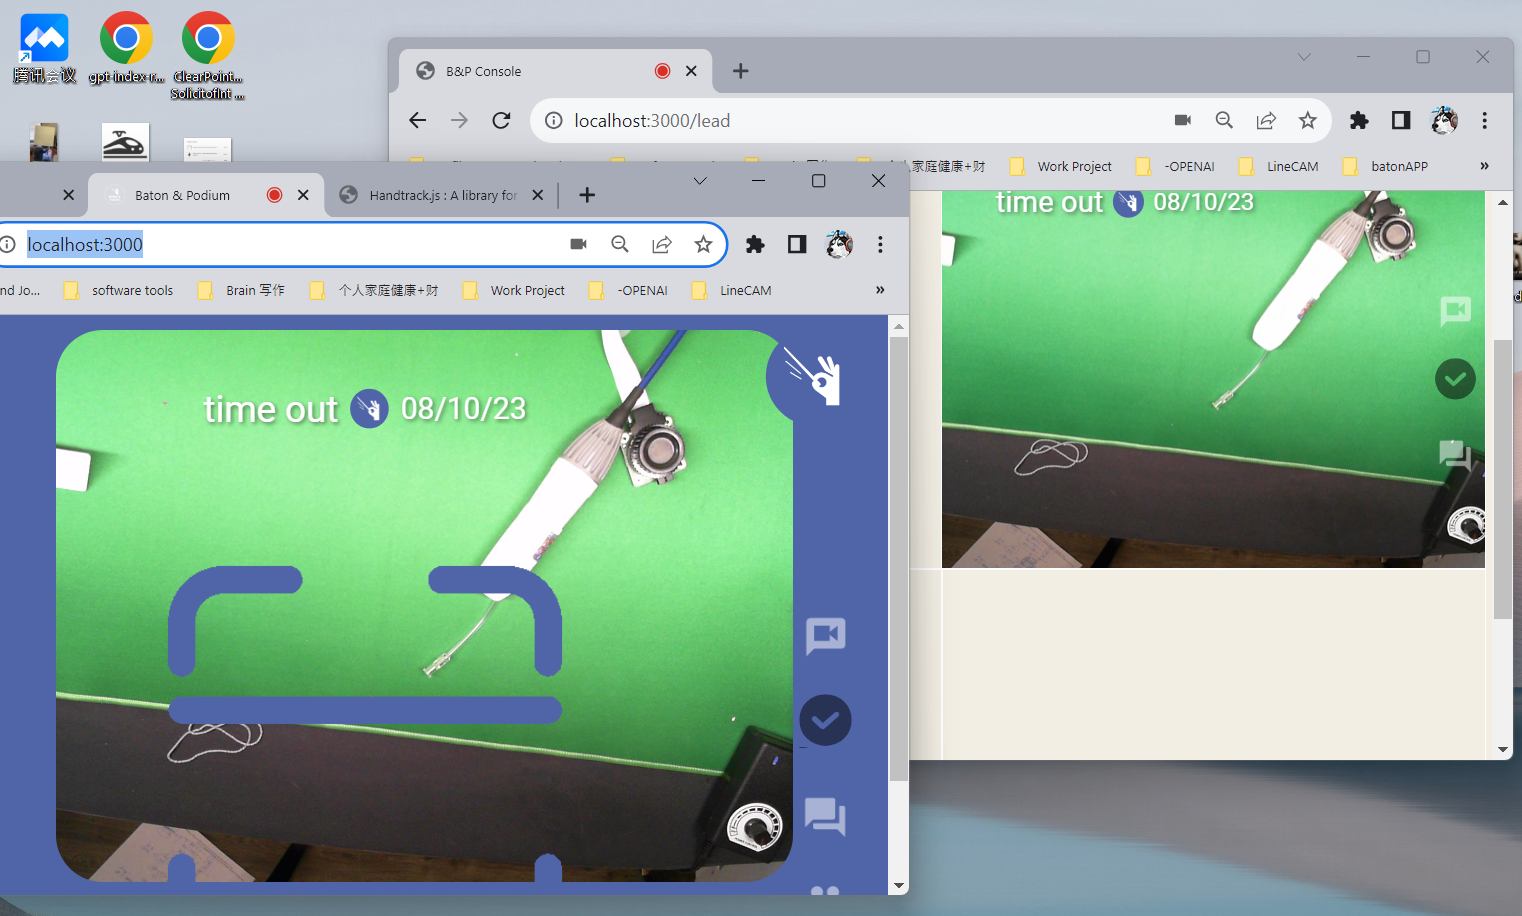 腾讯会议
gpt-index-r...
ClearPoint...
SolicitofInt ...
B&P Console
localhost:3000/lead
人家庭健康+财
Work Project
-OPENAI
LineCAM
batonAPP
»
Baton & Podium
Handtrack.js : A library for
localhost:3000
nd Jo...
software tools
Brain 写作
个人家庭健康+财
Work Project
-OPENAI
LineCAM
»
time out 08/10/23
time out 08/10/23